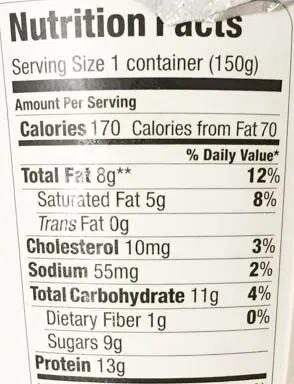 Nutrition Facts
Serving Size 1 container (150g)
Amount Per Serving
Calories 170 Calories from Fat 70
% Daily Value*
Total Fat 8g** 12%
Saturated Fat 5g 8%
Trans Fat 0g
Cholesterol 10mg 3%
Sodium 55mg 2%
Total Carbohydrate 11g 4%
Dietary Fiber 1g 0%
Sugars 9g
Protein 13g